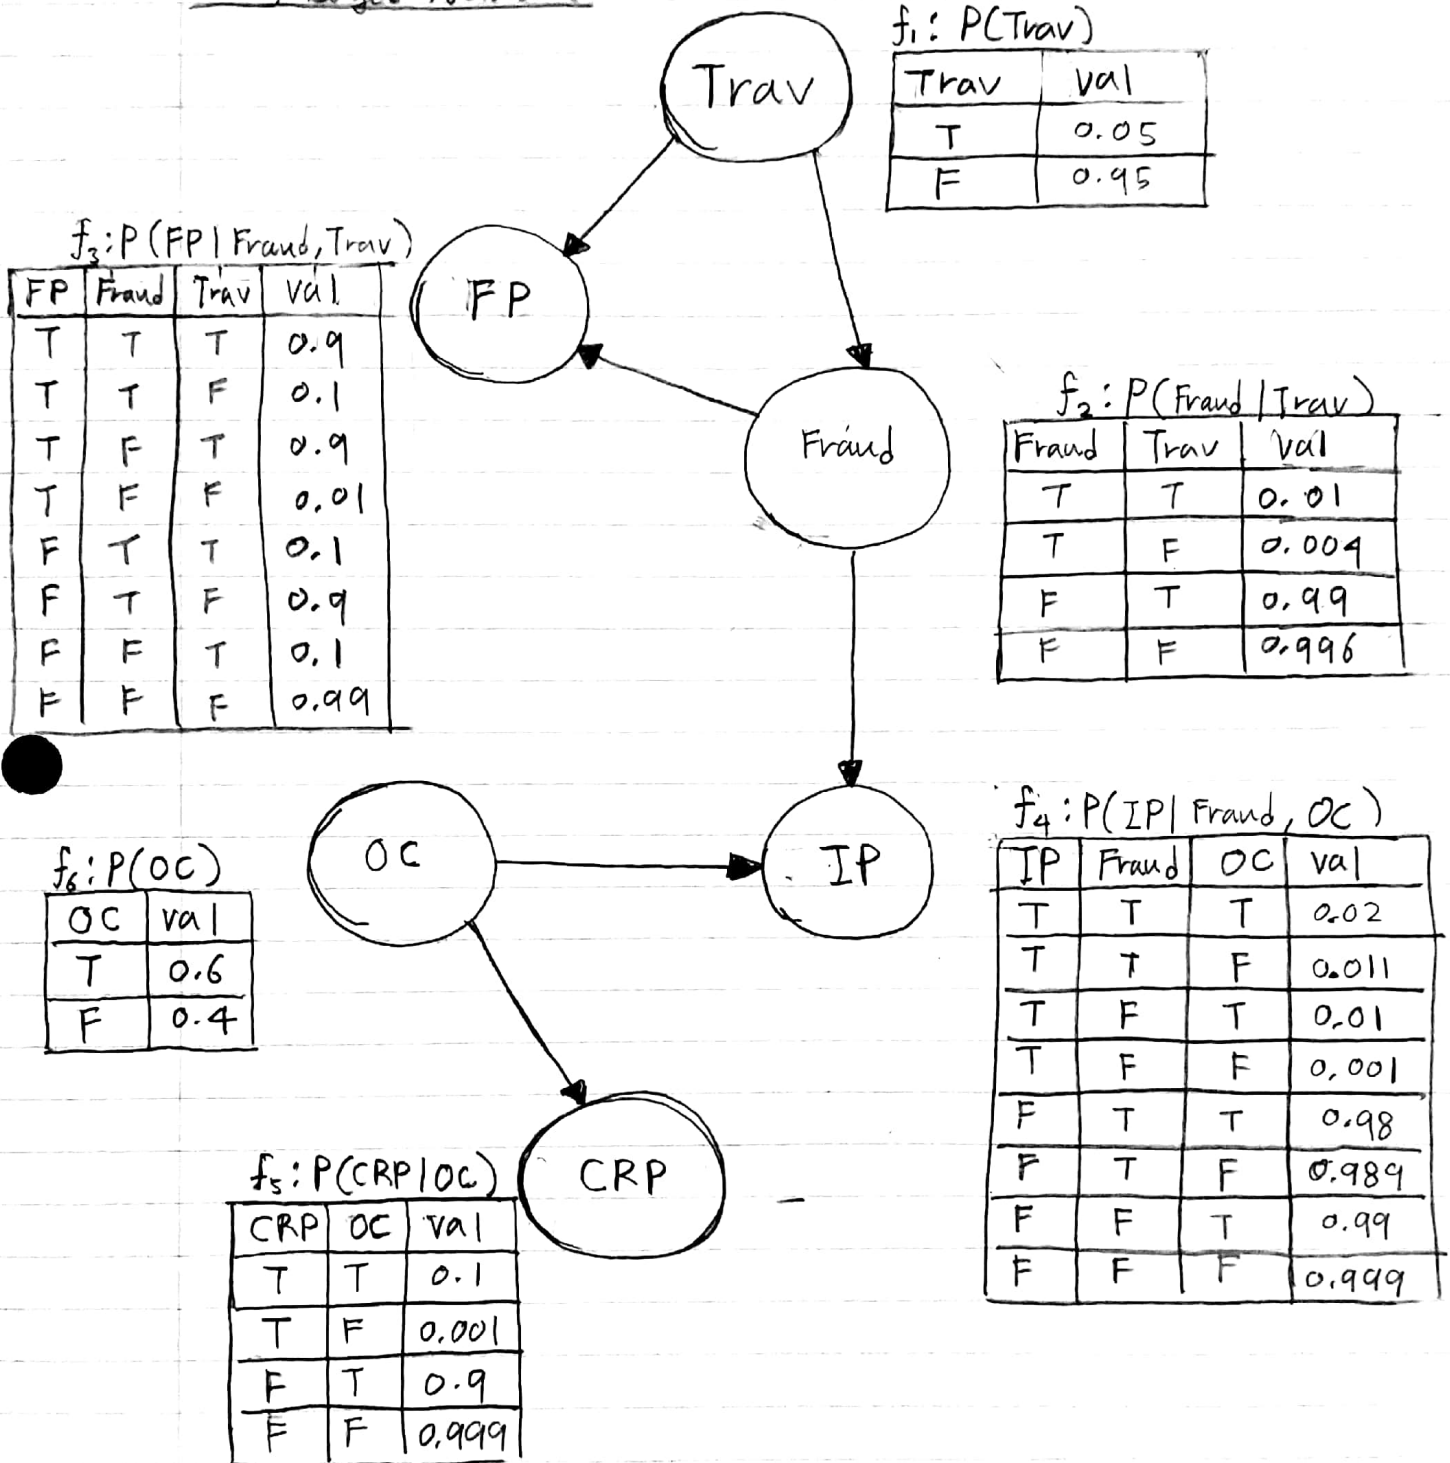 Trav
f₁: P(Trav)
Trav val
T 0.05
F 0.95
f₃: P(FP | Fraud, Trav)
FP Fraud Trav val
T T T 0.9
T T F 0.1
T F T 0.9
T F F 0.01
F T T 0.1
F T F 0.9
F F T 0.1
F F F 0.99
FP
Fraud
f₂: P(Fraud | Trav)
Fraud Trav val
T T 0.01
T F 0.004
F T 0.99
F F 0.996
OC
IP
f₆: P(OC)
OC val
T 0.6
F 0.4
f₄: P(IP | Fraud, OC)
IP Fraud OC val
T T T 0.02
T T F 0.011
T F T 0.01
T F F 0.001
F T T 0.98
F T F 0.989
F F T 0.99
F F F 0.999
CRP
f₅: P(CRP | OC)
CRP OC val
T T 0.1
T F 0.001
F T 0.9
F F 0.999